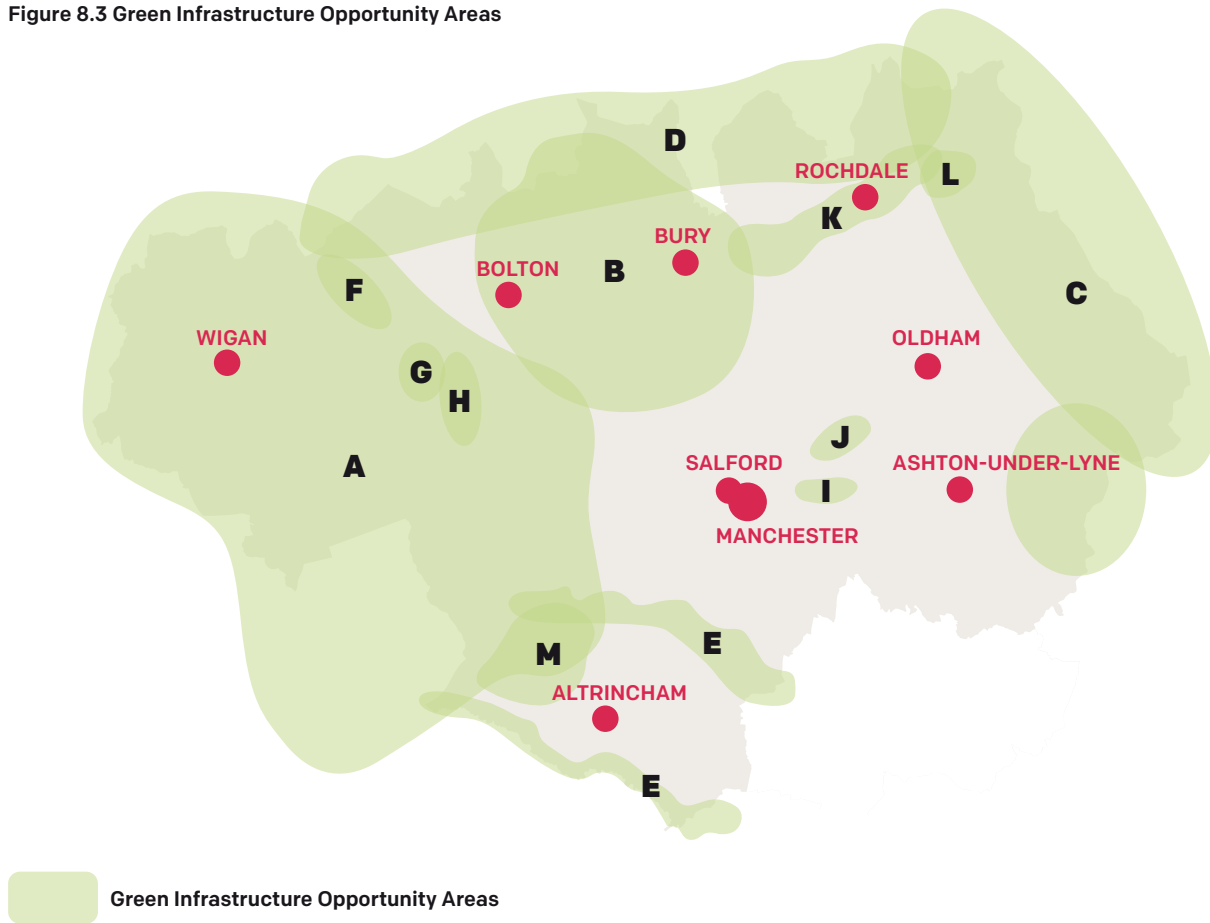 Figure 8.3 Green Infrastructure Opportunity Areas
D
ROCHDALE
L
K
BURY
BOLTON
B
F
C
WIGAN
OLDHAM
G
H
J
A
SALFORD
ASHTON-UNDER-LYNE
I
MANCHESTER
E
M
ALTRINCHAM
E
Green Infrastructure Opportunity Areas